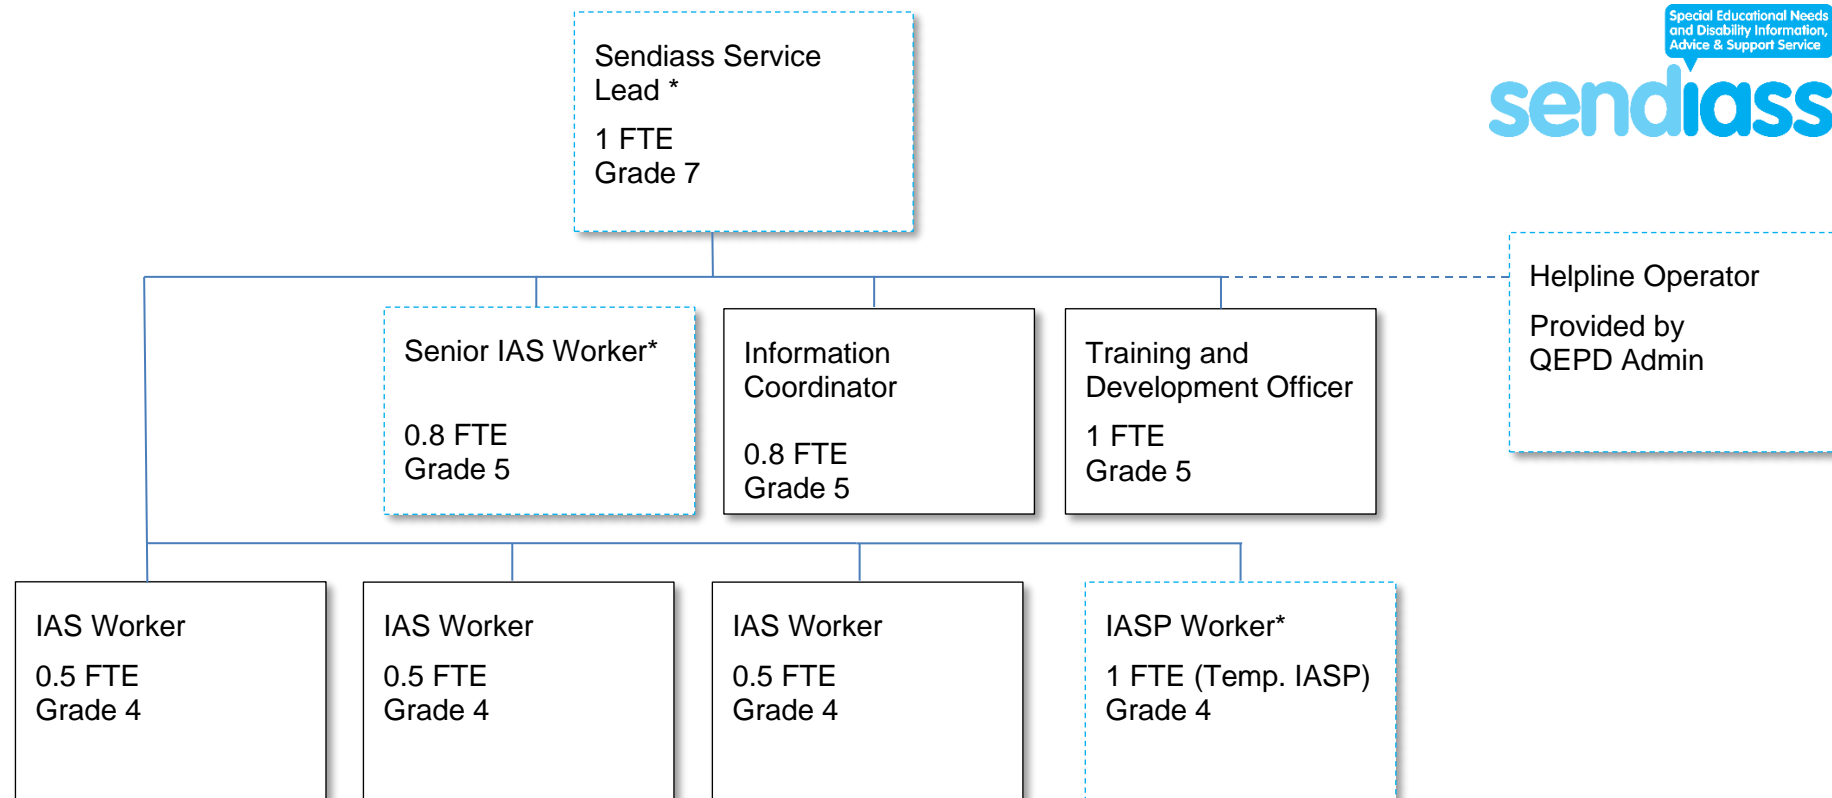 Special Educational Needs
and Disability Information,
Advice & Support Service
sendiass
Sendiass Service
Lead *
1 FTE
Grade 7
Helpline Operator
Provided by
QEPD Admin
Senior IAS Worker*
0.8 FTE
Grade 5
Information
Coordinator
0.8 FTE
Grade 5
Training and
Development Officer
1 FTE
Grade 5
IAS Worker
0.5 FTE
Grade 4
IAS Worker
0.5 FTE
Grade 4
IAS Worker
0.5 FTE
Grade 4
IASP Worker*
1 FTE (Temp. IASP)
Grade 4